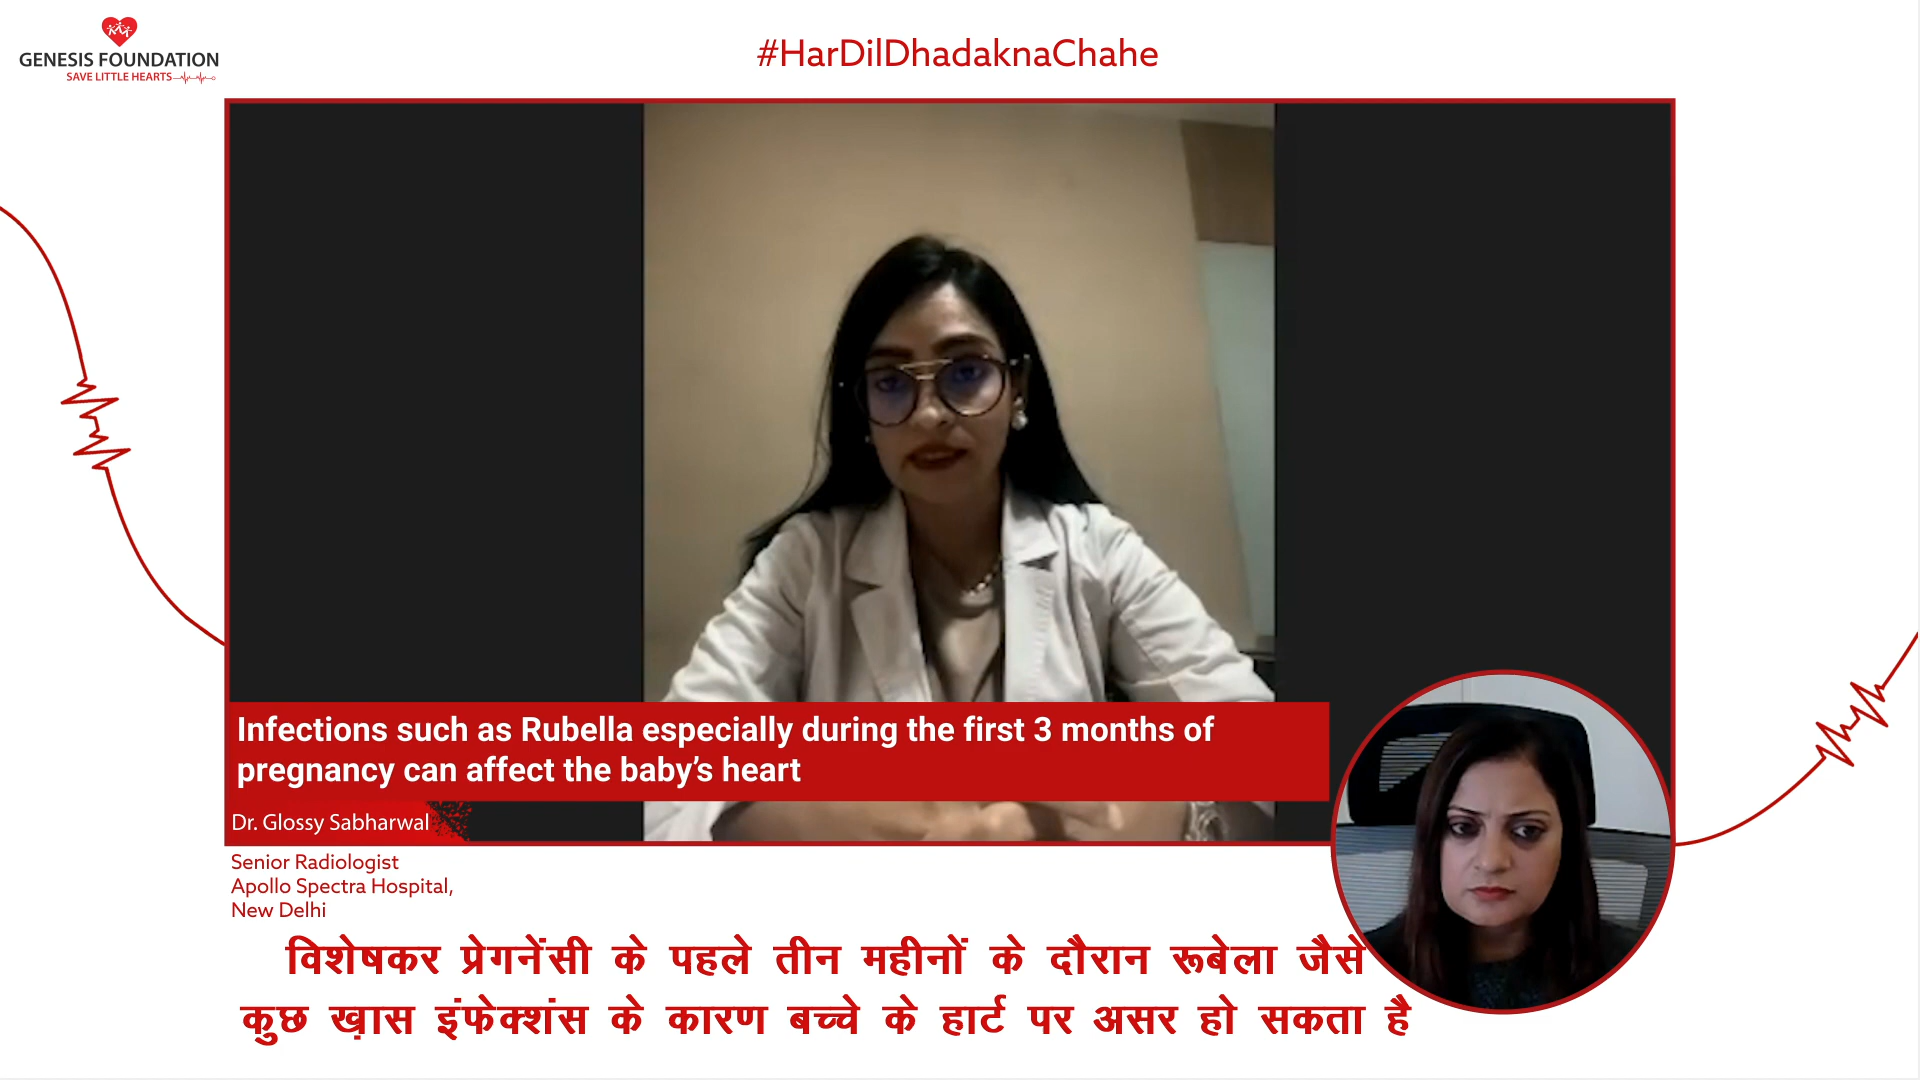 GENESIS FOUNDATION
SAVE LITTLE HEARTS
#HarDilDhadaknaChahe
Infections such as Rubella especially during the first 3 months of
pregnancy can affect the baby's heart
Dr. Glossy Sabharwal
Senior Radiologist
Apollo Spectra Hospital,
New Delhi
विशेषकर प्रेगनेंसी के पहले तीन महीनों के दौरान रूबेला जैसे
कुछ ख़ास इंफेक्शंस के कारण बच्चे के हार्ट पर असर हो सकता है